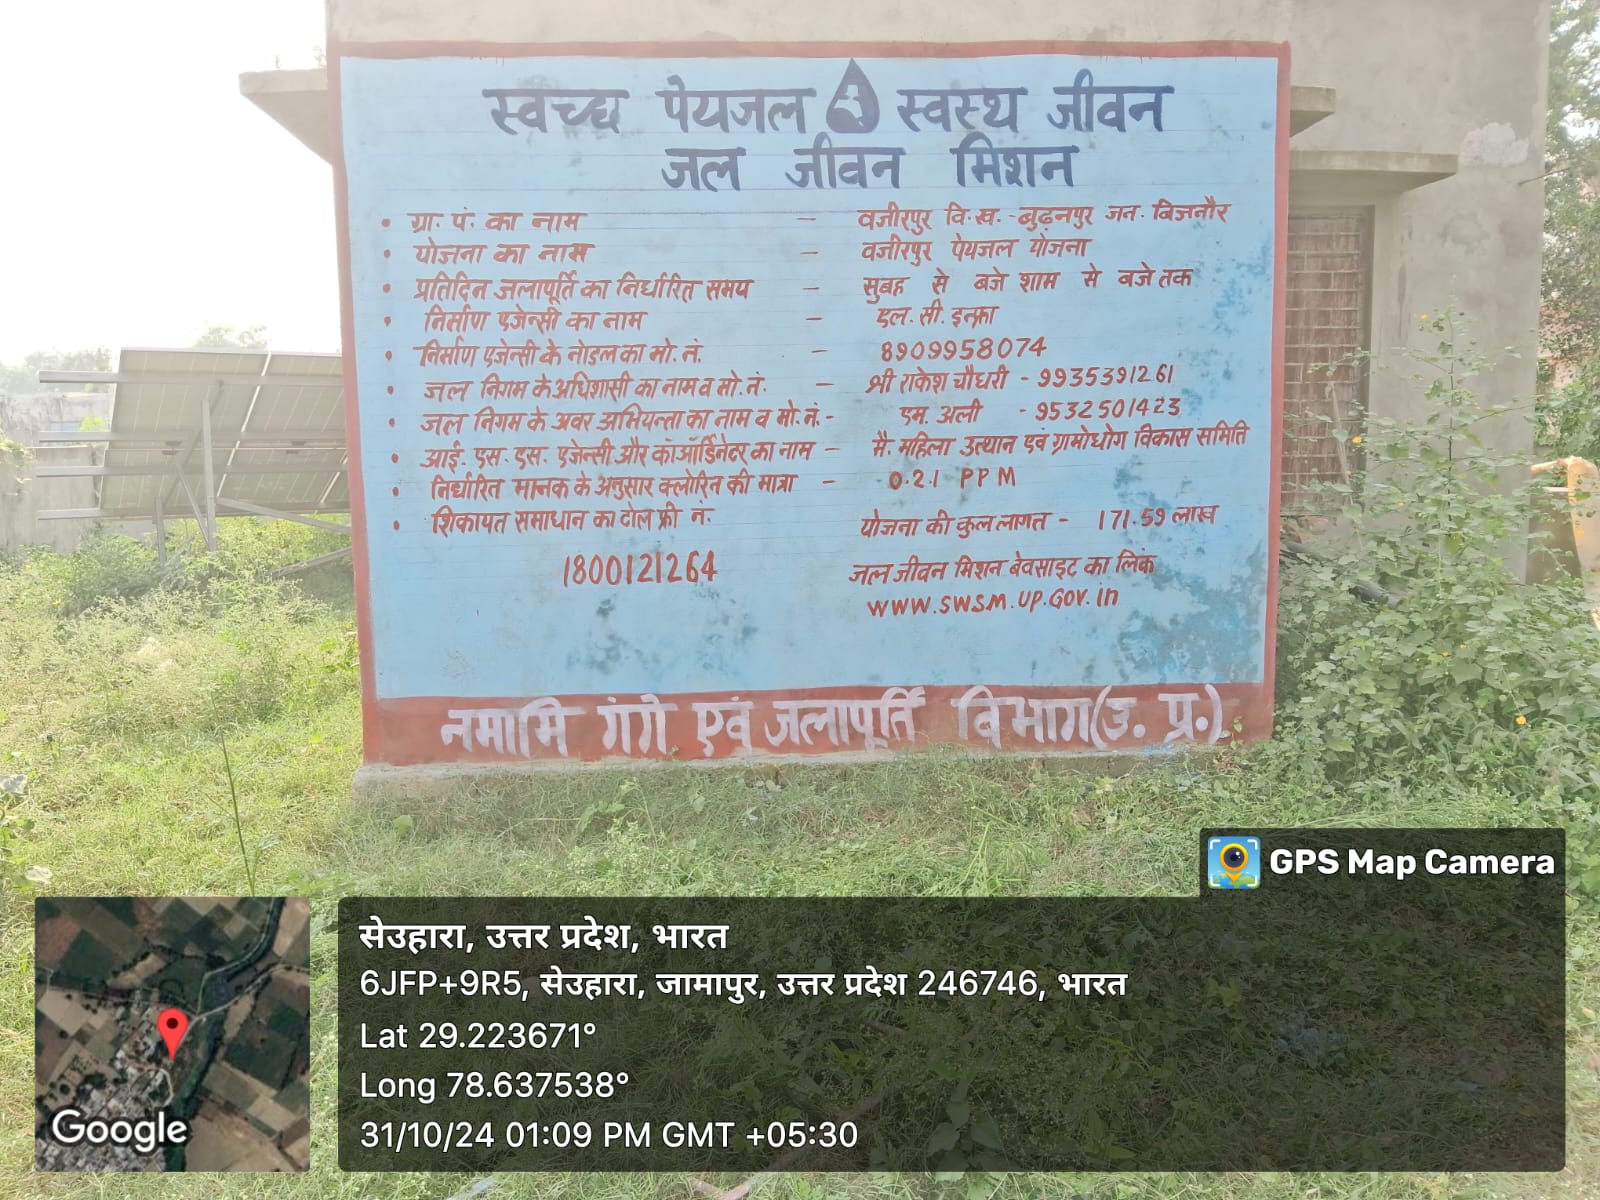 स्वच्छ पेयजल स्वस्थ जीवन
जल जीवन मिशन
• ग्रा. पं. का नाम – वजीरपुर वि.ख.-बुढ़नपुर जन. बिजनौर
• योजना का नाम – वजीरपुर पेयजल योजना
• प्रतिदिन जलापूर्ति का निर्धारित समय – सुबह से बजे शाम से बजे तक
• निर्माण एजेन्सी का नाम – एल. सी. इन्फ्रा
• निर्माण एजेन्सी के नोडल का मो. नं. – 8909958074
• जल निगम के अधिशासी का नाम व मो. नं. – श्री राकेश चौधरी - 9935391261
• जल निगम के अवर अभियन्ता का नाम व मो. नं. - एम. अली - 9532501423
• आई. एस. एस. एजेन्सी और कॉऑर्डिनेटर का नाम – मै. महिला उत्थान एवं ग्रामोधोग विकास समिति
• निर्धारित मानक के अनुसार क्लोरिन की मात्रा – 0.21 PPM
• शिकायत समाधान का टोल फ्री नं.
1800121264
योजना की कुल लागत - 171.59 लाख
जल जीवन मिशन बेवसाइट का लिंक
www.swsm.up.gov.in
नमामि गंगे एवं जलापूर्ति विभाग (उ. प्र.)
GPS Map Camera
सेउहारा, उत्तर प्रदेश, भारत
6JFP+9R5, सेउहारा, जामापुर, उत्तर प्रदेश 246746, भारत
Lat 29.223671°
Long 78.637538°
31/10/24 01:09 PM GMT +05:30
Google